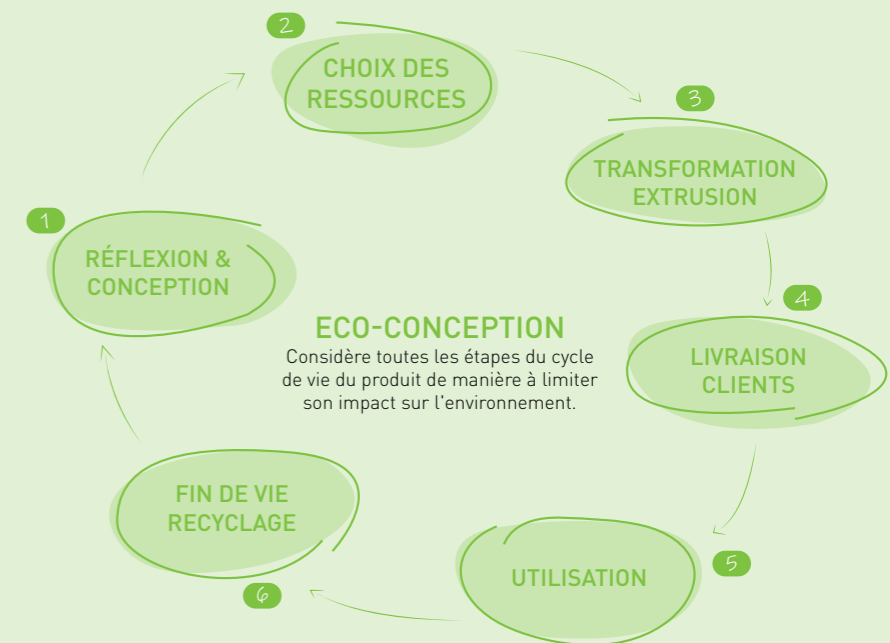 1
RÉFLEXION &
CONCEPTION
2
CHOIX DES
RESSOURCES
3
TRANSFORMATION
EXTRUSION
4
LIVRAISON
CLIENTS
5
UTILISATION
6
FIN DE VIE
RECYCLAGE
ECO-CONCEPTION
Considère toutes les étapes du cycle
de vie du produit de manière à limiter
son impact sur l'environnement.